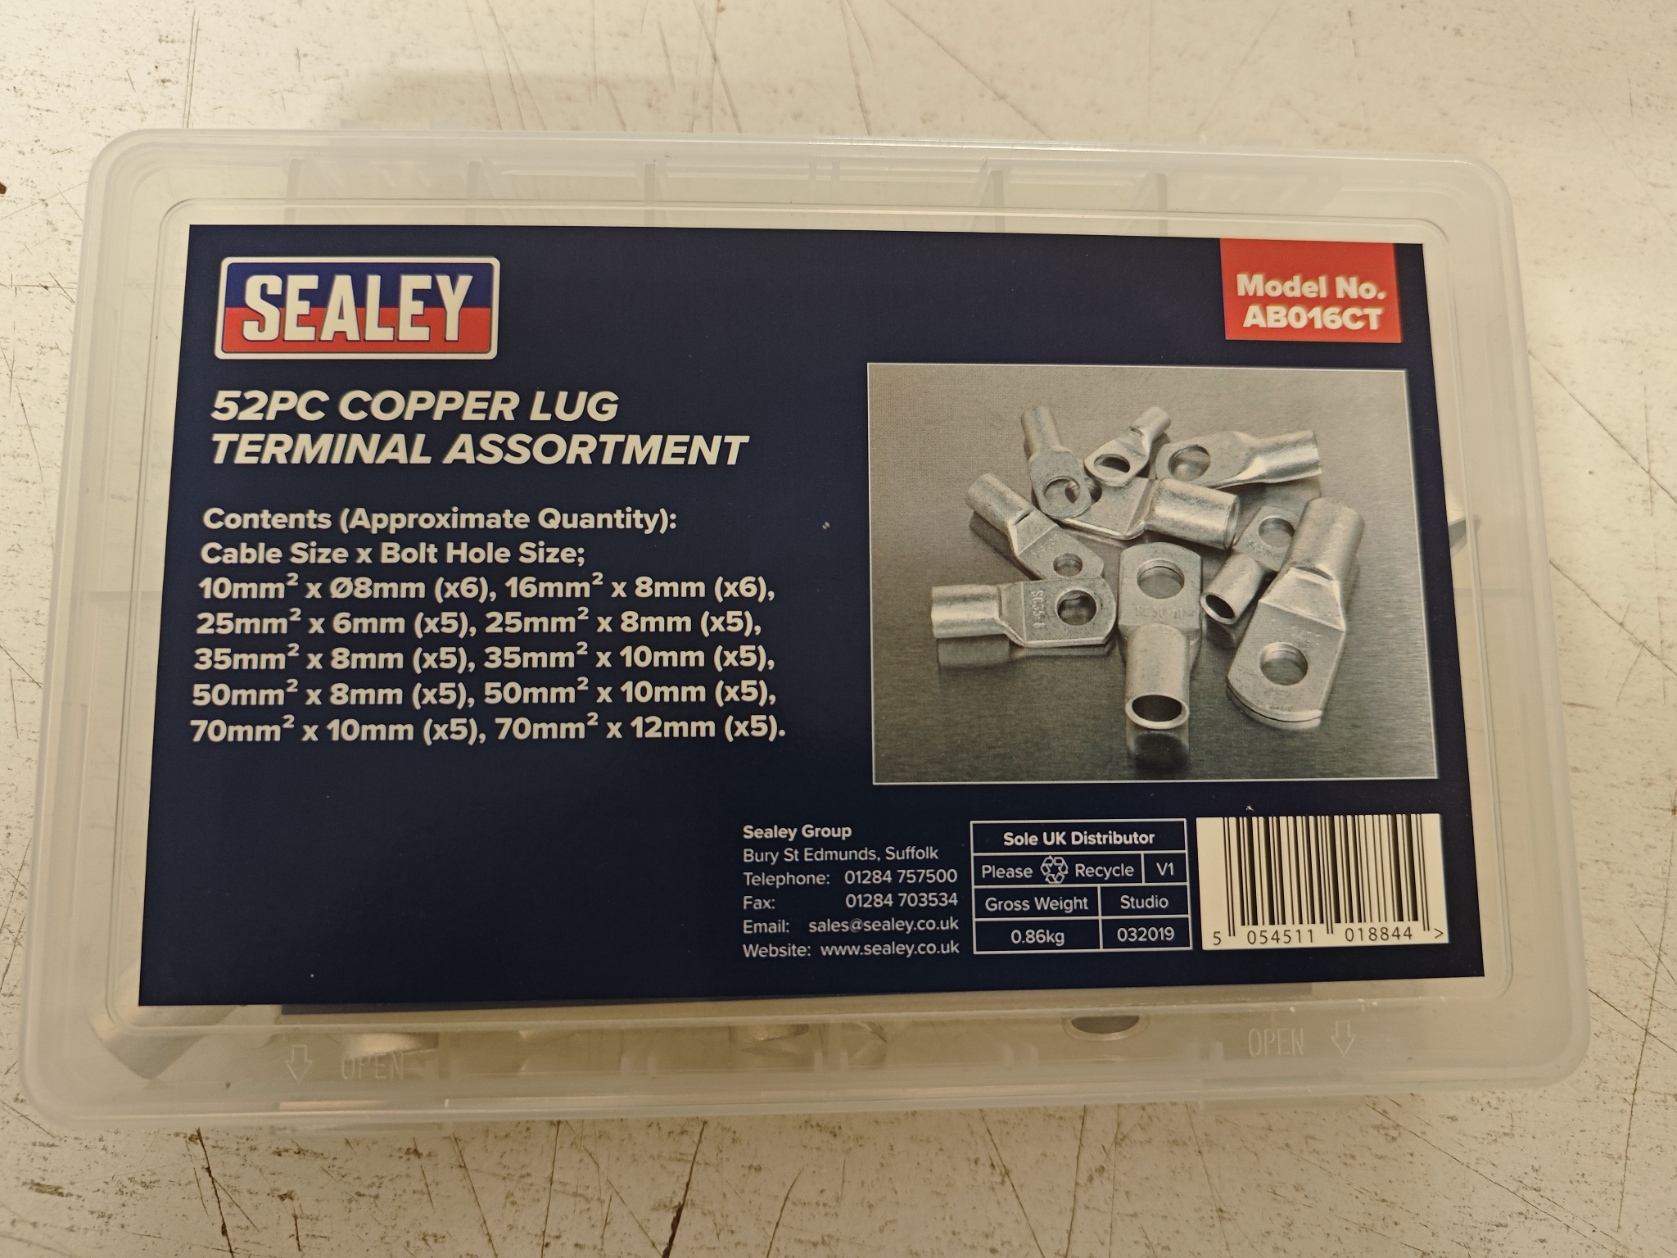 SEALEY
Model No.
AB016CT
52PC COPPER LUG
TERMINAL ASSORTMENT
Contents (Approximate Quantity):
Cable Size x Bolt Hole Size;
10mm² x Ø8mm (x6), 16mm² x 8mm (x6),
25mm² x 6mm (x5), 25mm² x 8mm (x5),
35mm² x 8mm (x5), 35mm² x 10mm (x5),
50mm² x 8mm (x5), 50mm² x 10mm (x5),
70mm² x 10mm (x5), 70mm² x 12mm (x5).
Sealey Group
Bury St Edmunds, Suffolk
Telephone: 01284 757500
Fax: 01284 703534
Email: sales@sealey.co.uk
Website: www.sealey.co.uk
Sole UK Distributor
Please Recycle V1
Gross Weight Studio
0.86kg 032019
5 054511 018844 >
OPEN
OPEN